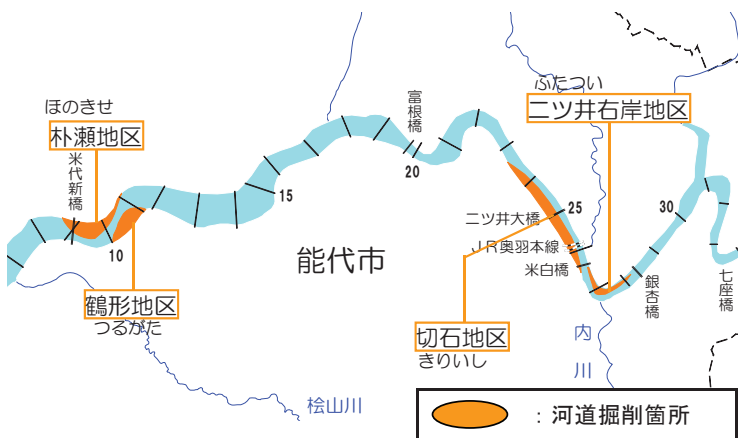 ほのきせ
朴瀬地区
米代新橋
10
鶴形地区
つるがた
15
富根橋
20
ふたつい
二ツ井右岸地区
25
二ツ井大橋
JR奥羽本線
米白橋
30
銀杏橋
七座橋
能代市
切石地区
きりいし
内川
桧山川
：河道掘削箇所